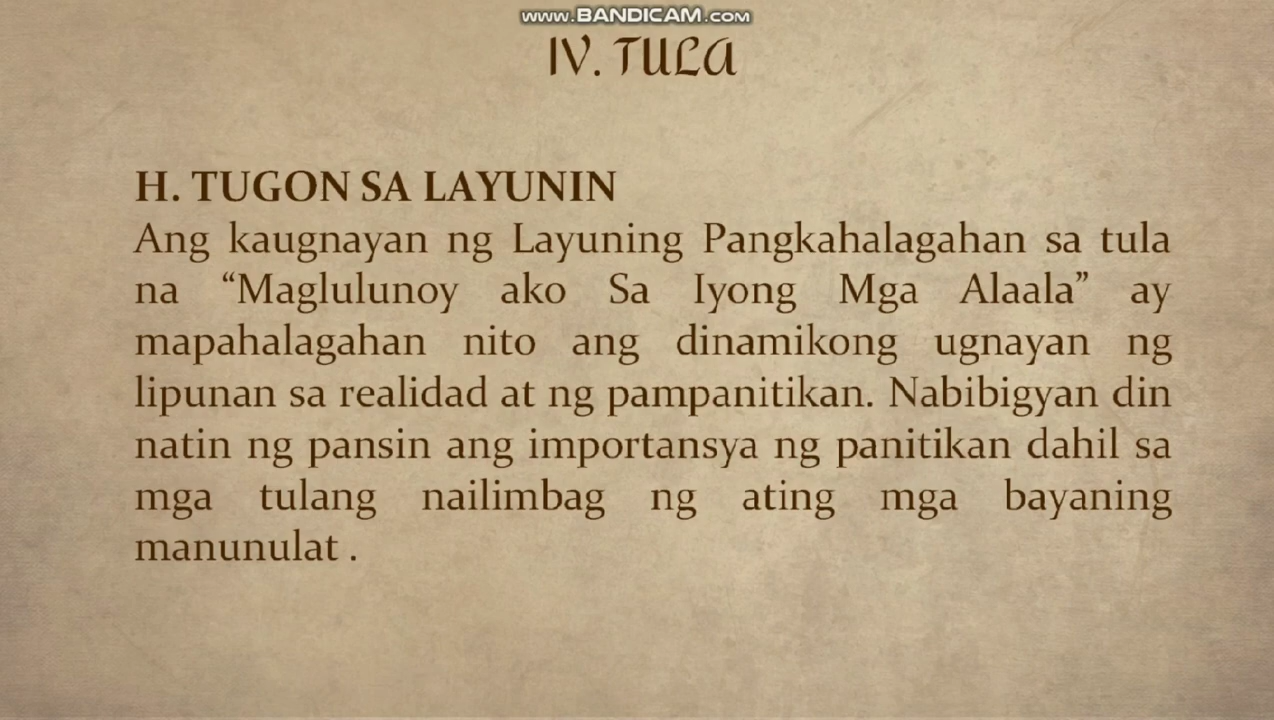 www.BANDICAM.com
IV. TULA
H. TUGON SA LAYUNIN
Ang kaugnayan ng Layuning Pangkahalagahan sa tula
na “Maglulunoy ako Sa Iyong Mga Alaala” ay
mapahalagahan nito ang dinamikong ugnayan ng
lipunan sa realidad at ng pampanitikan. Nabibigyan din
natin ng pansin ang importansya ng panitikan dahil sa
mga tulang nailimbag ng ating mga bayaning
manunulat .